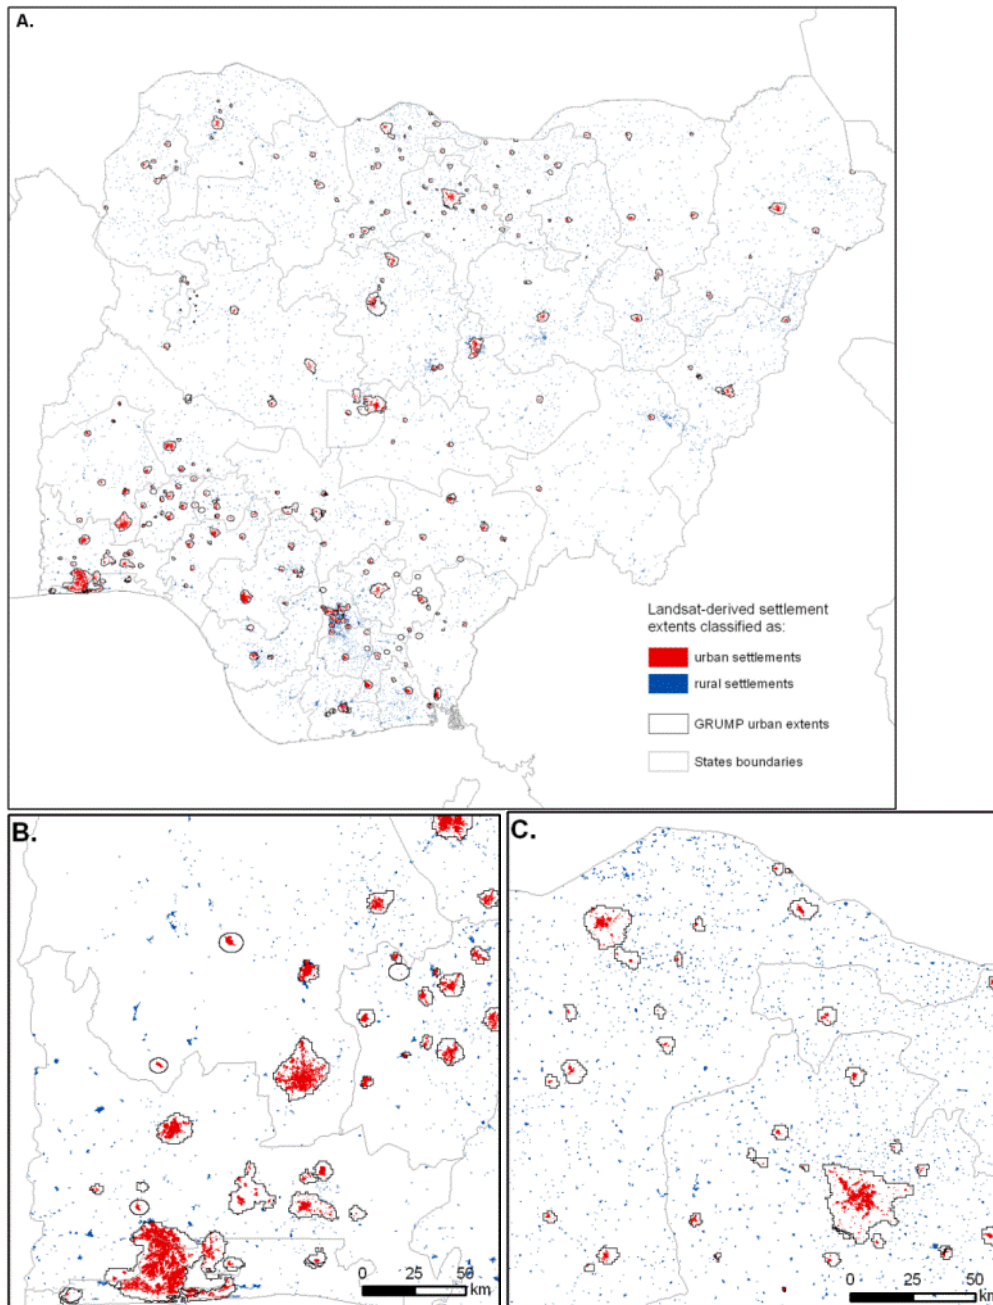 A.
Landsat-derived settlement
extents classified as:
urban settlements
rural settlements
GRUMP urban extents
States boundaries
B.
C.
0 25 50
km
0 25 50
km